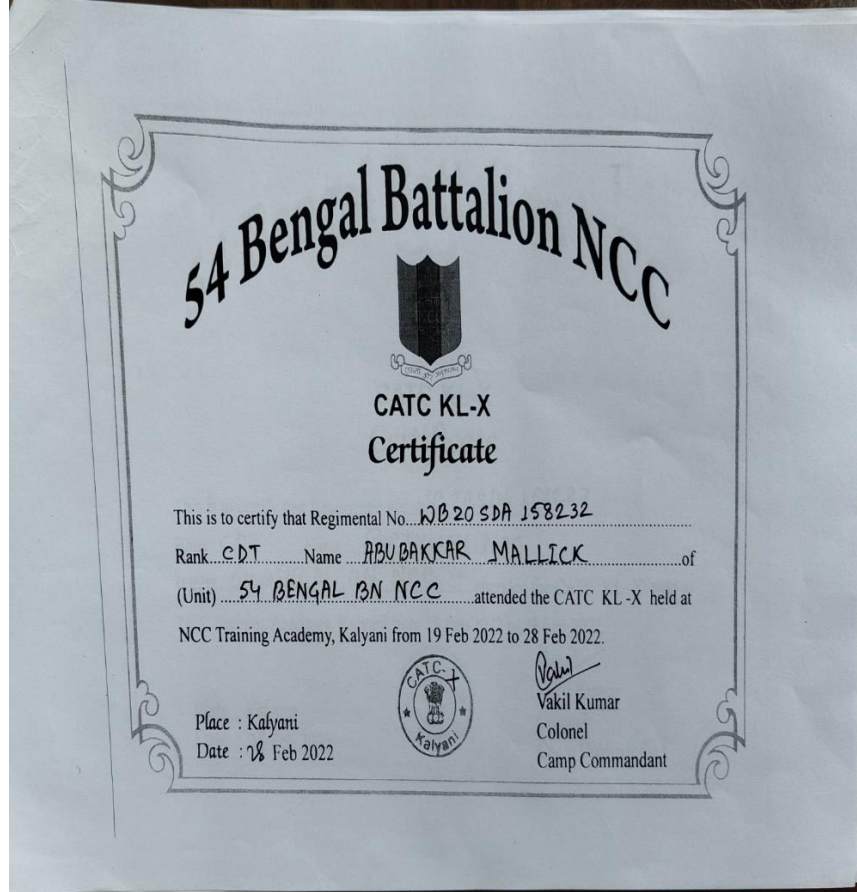 54 Bengal Battalion NCC
CATC KL-X
Certificate
This is to certify that Regimental No...WB20SDA 158232
Rank...CDT......Name...ABUBAKKAR MALLICK...of
(Unit)...54 BENGAL BN NCC...attended the CATC KL-X held at
NCC Training Academy, Kalyani from 19 Feb 2022 to 28 Feb 2022.
CATC-X
Kalyani
Vakil Kumar
Colonel
Camp Commandant
Place : Kalyani
Date : 28 Feb 2022